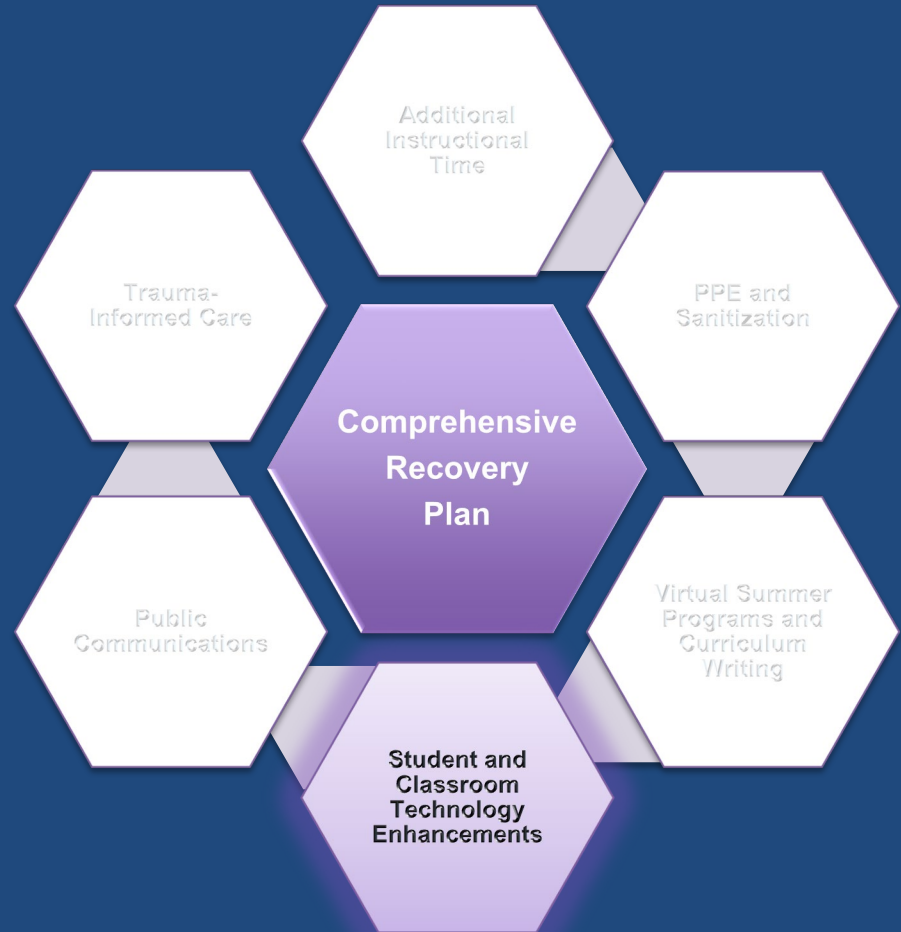 Additional
Instructional
Time
Trauma-
Informed Care
PPE and
Sanitization
Comprehensive
Recovery
Plan
Public
Communications
Virtual Summer
Programs and
Curriculum
Writing
Student and
Classroom
Technology
Enhancements